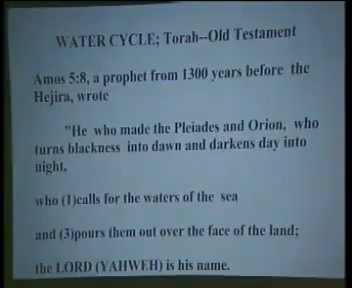 WATER CYCLE; Torah--Old Testament
Amos 5:8, a prophet from 1300 years before the
Hejira, wrote
"He who made the Pleiades and Orion, who
turns blackness into dawn and darkens day into
night,
who (1)calls for the waters of the sea
and (3)pours them out over the face of the land;
the LORD (YAHWEH) is his name.